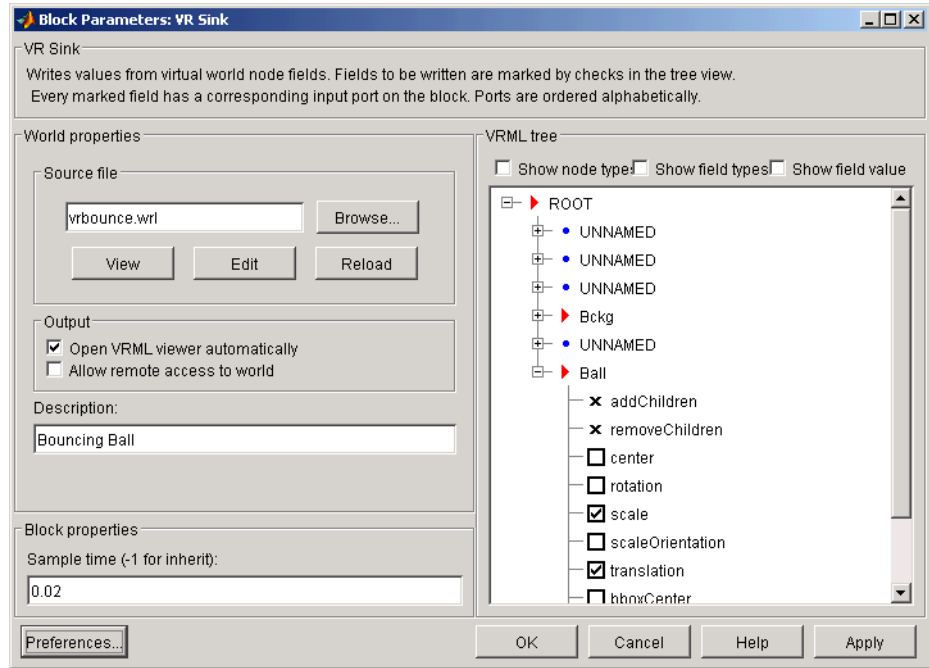 Block Parameters: VR Sink
VR Sink
Writes values from virtual world node fields. Fields to be written are marked by checks in the tree view.
Every marked field has a corresponding input port on the block. Ports are ordered alphabetically.
World properties
Source file
vrbounce.wrl
Browse...
View
Edit
Reload
Output
Open VRML viewer automatically
Allow remote access to world
Description:
Bouncing Ball
Block properties
Sample time (-1 for inherit):
0.02
VRML tree
Show node types
Show field types
Show field value
ROOT
UNNAMED
UNNAMED
UNNAMED
Bckg
UNNAMED
Ball
addChildren
removeChildren
center
rotation
scale
scaleOrientation
translation
bboxCenter
Preferences...
OK
Cancel
Help
Apply